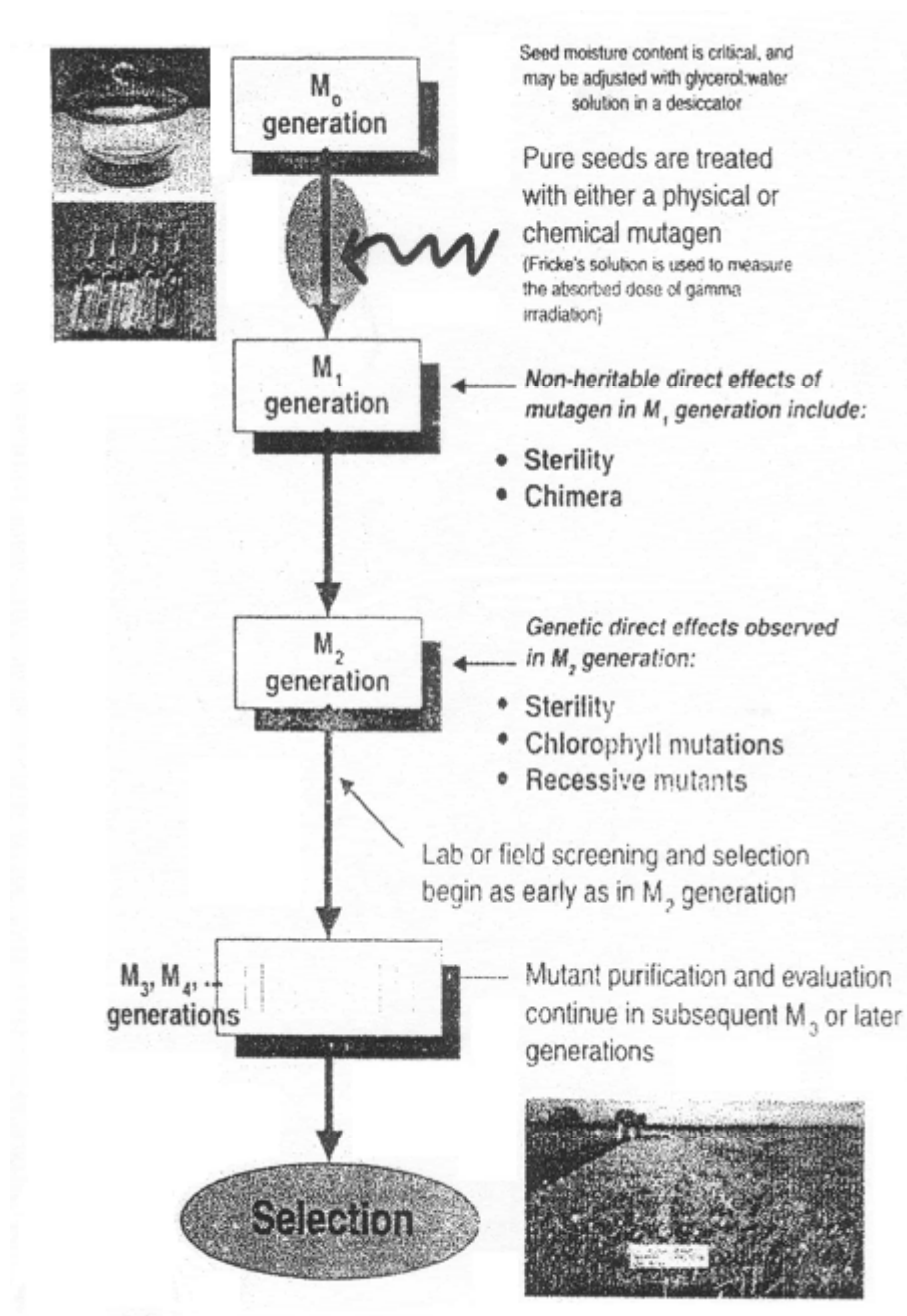 M₀
generation
Seed moisture content is critical, and
may be adjusted with glycerol:water
solution in a desiccator
Pure seeds are treated
with either a physical or
chemical mutagen
(Fricke's solution is used to measure
the absorbed dose of gamma
irradiation)
M₁
generation
Non-heritable direct effects of
mutagen in M₁ generation include:
• Sterility
• Chimera
M₂
generation
Genetic direct effects observed
in M₂ generation:
• Sterility
• Chlorophyll mutations
• Recessive mutants
Lab or field screening and selection
begin as early as in M₂ generation
M₃, M₄, ...
generations
Mutant purification and evaluation
continue in subsequent M₃ or later
generations
Selection